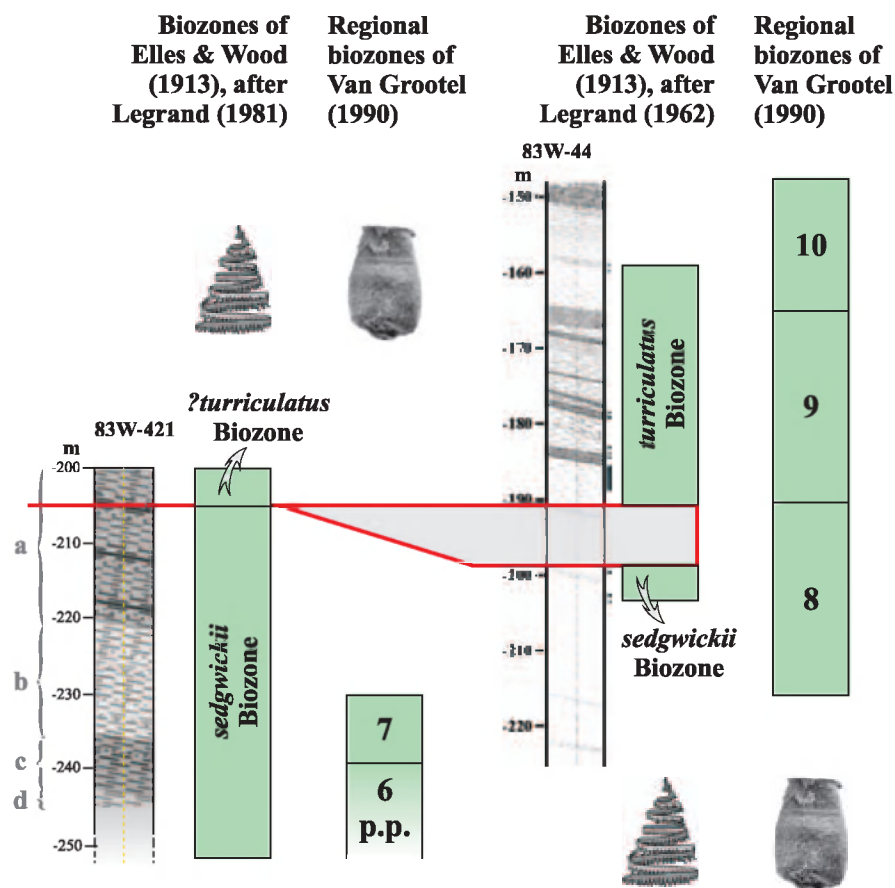 Biozones of
Elles & Wood
(1913), after
Legrand (1981)
Regional
biozones of
Van Grootel
(1990)
Biozones of
Elles & Wood
(1913), after
Legrand (1962)
Regional
biozones of
Van Grootel
(1990)
83W-421
m
-200
-210
-220
-230
-240
-250
a
b
c
d
?turriculatus
Biozone
sedgwickii
Biozone
7
6
p.p.
83W-44
m
-150
-160
-170
-180
-190
-220
turriculatus
Biozone
sedgwickii
Biozone
10
9
8